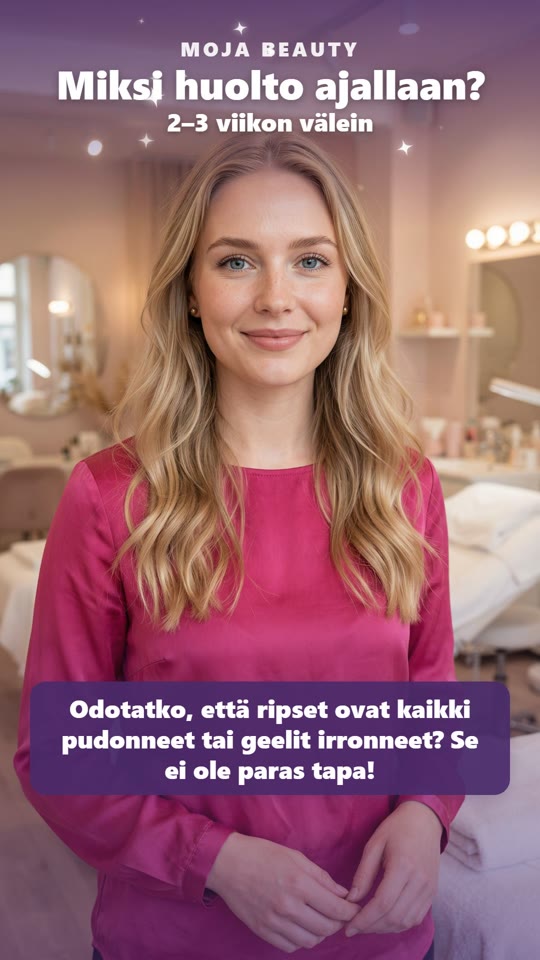 MOJA BEAUTY
Miksi huolto ajallaan?
2–3 viikon välein
Odotatko, että ripset ovat kaikki
pudonneet tai geelit irronneet? Se
ei ole paras tapa!